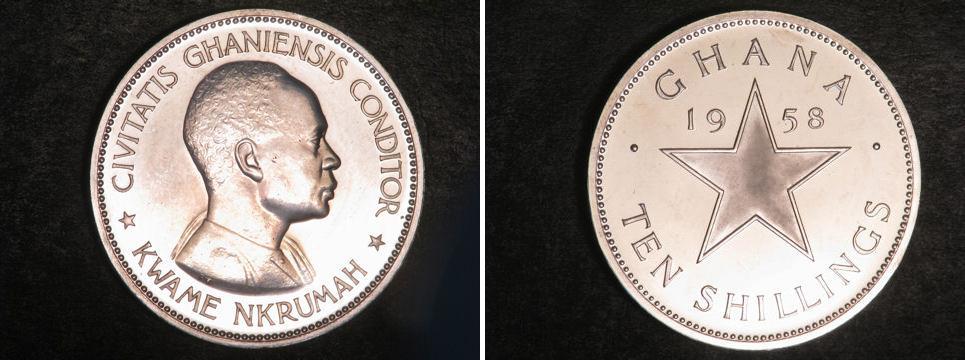 CIVITATIS GHANIENSIS CONDITOR
KWAME NKRUMAH
GHANA
1958
TEN SHILLINGS